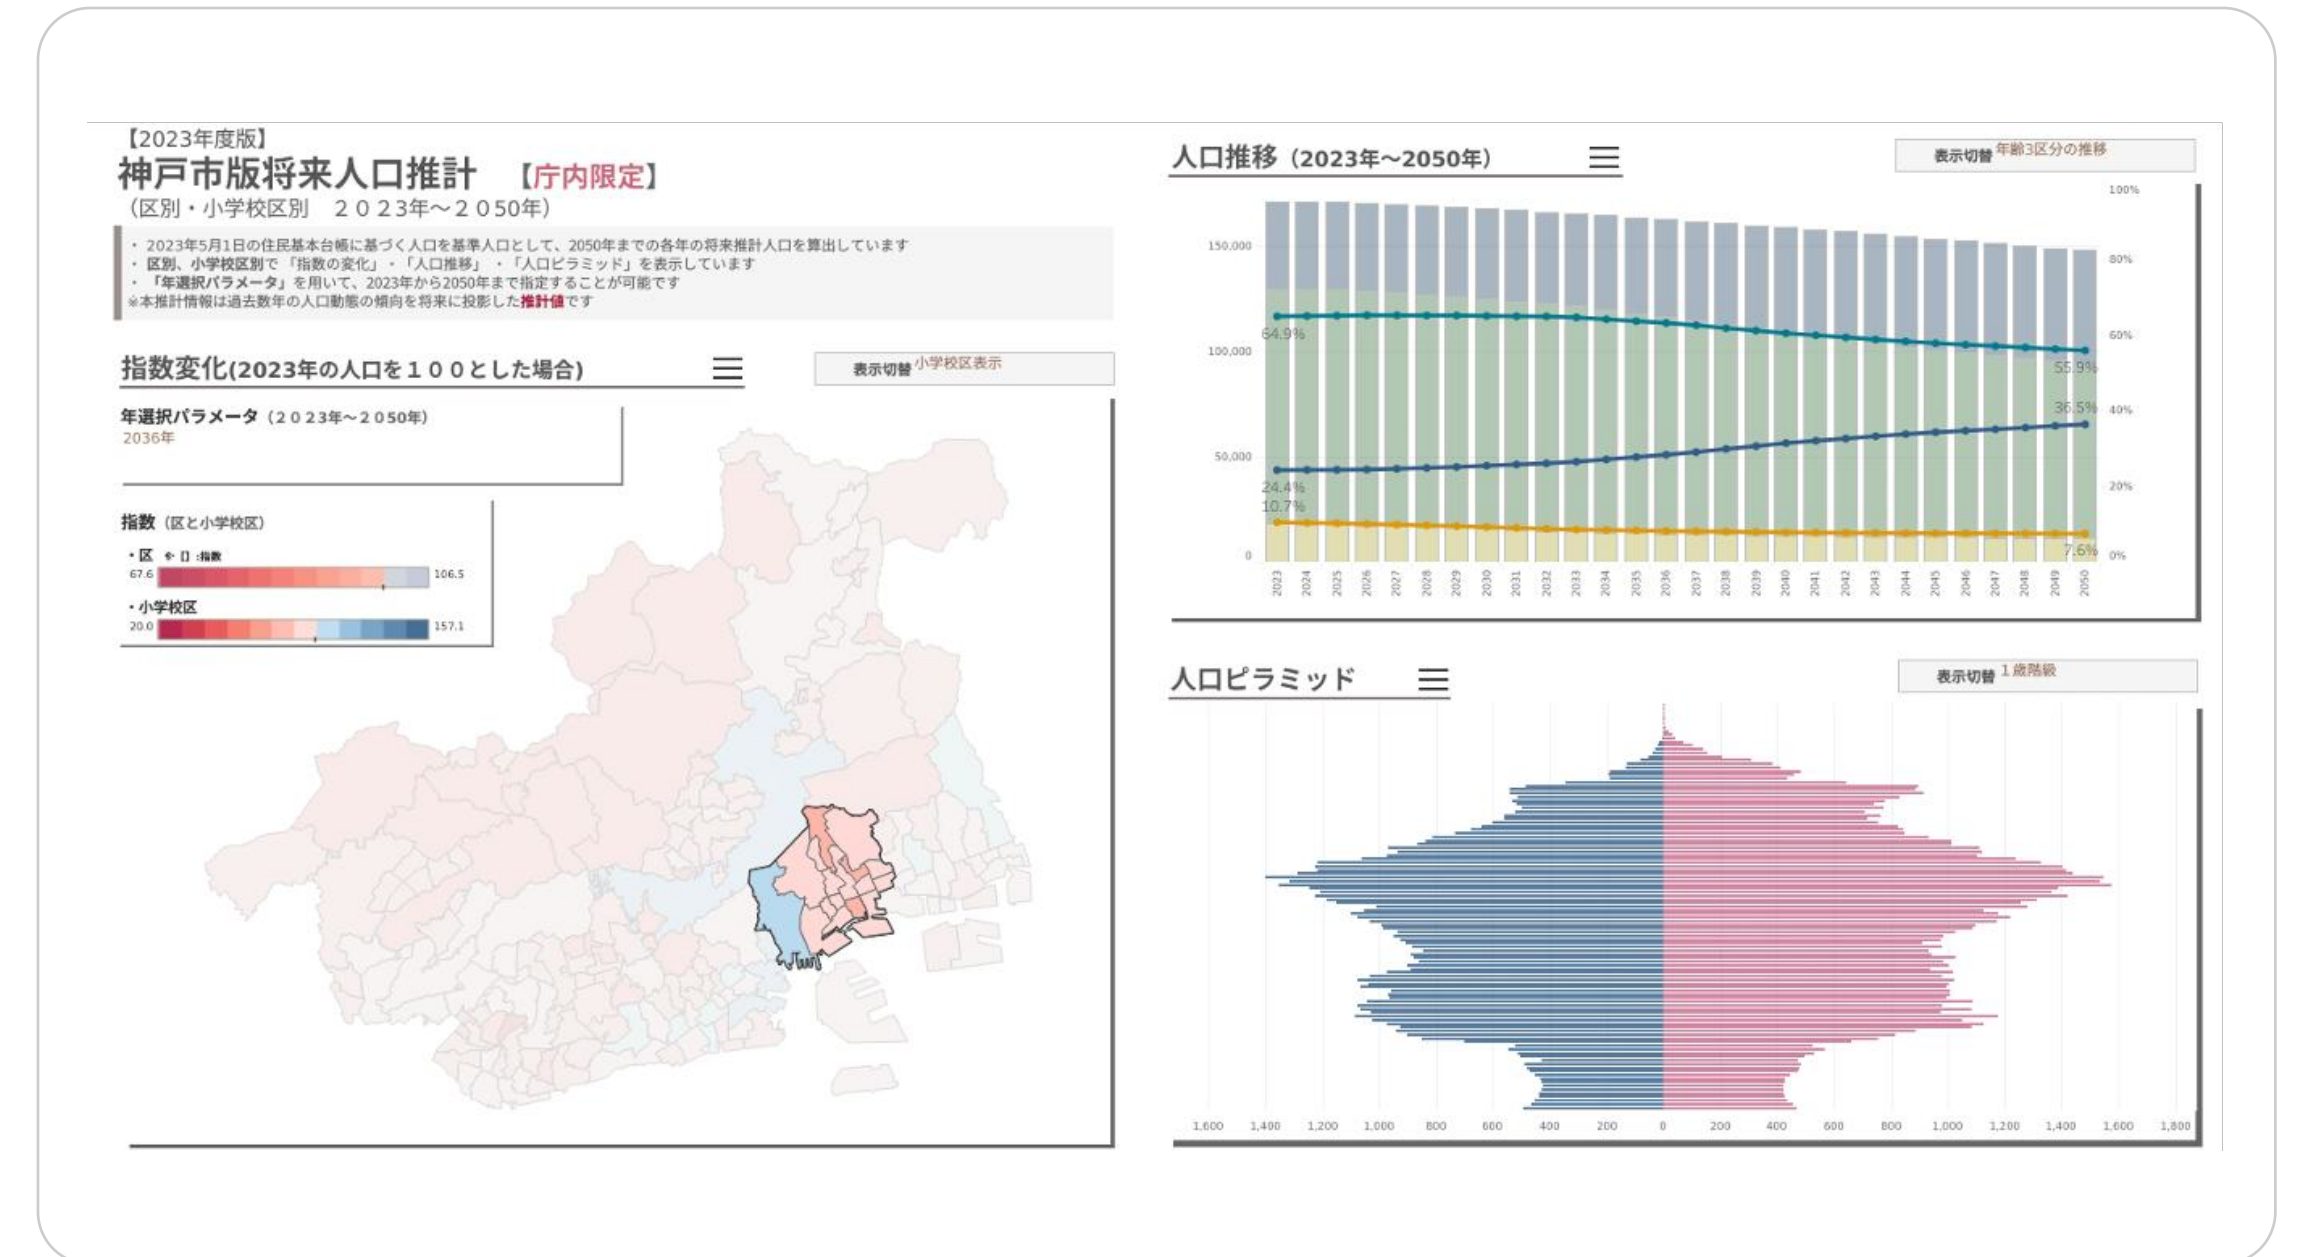 【2023年度版】
神戸市版将来人口推計 【庁内限定】
（区別・小学校区別 2023年～2050年）
・ 2023年5月1日の住民基本台帳に基づく人口を基準人口として、2050年までの各年の将来推計人口を算出しています
・ 区別、小学校区別で「指数の変化」・「人口推移」・「人口ピラミッド」を表示しています
・ 「年選択パラメータ」を用いて、2023年から2050年まで指定することが可能です
※本推計情報は過去数年の人口動態の傾向を将来に投影した推計値です
指数変化(2023年の人口を１００とした場合)
表示切替 小学校区表示
年選択パラメータ（２０２３年～２０５０年）
2036年
指数（区と小学校区）
・区 ※【】:指数
67.6 106.5
・小学校区
20.0 157.1
人口推移（2023年～2050年）
表示切替 年齢3区分の推移
100%
150,000
80%
64.9%
60%
100,000
55.9%
36.5%
40%
50,000
24.4%
20%
10.7%
7.6%
0
0%
2023 2024 2025 2026 2027 2028 2029 2030 2031 2032 2033 2034 2035 2036 2037 2038 2039 2040 2041 2042 2043 2044 2045 2046 2047 2048 2049 2050
人口ピラミッド
表示切替 １歳階級
1,600 1,400 1,200 1,000 800 600 400 200 0 200 400 600 800 1,000 1,200 1,400 1,600 1,800